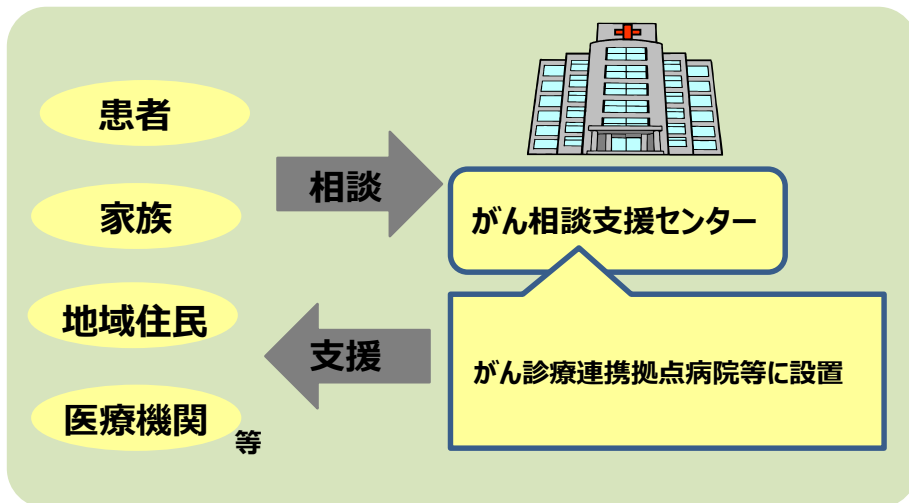 患者
家族
地域住民
医療機関
等
相談
支援
がん相談支援センター
がん診療連携拠点病院等に設置